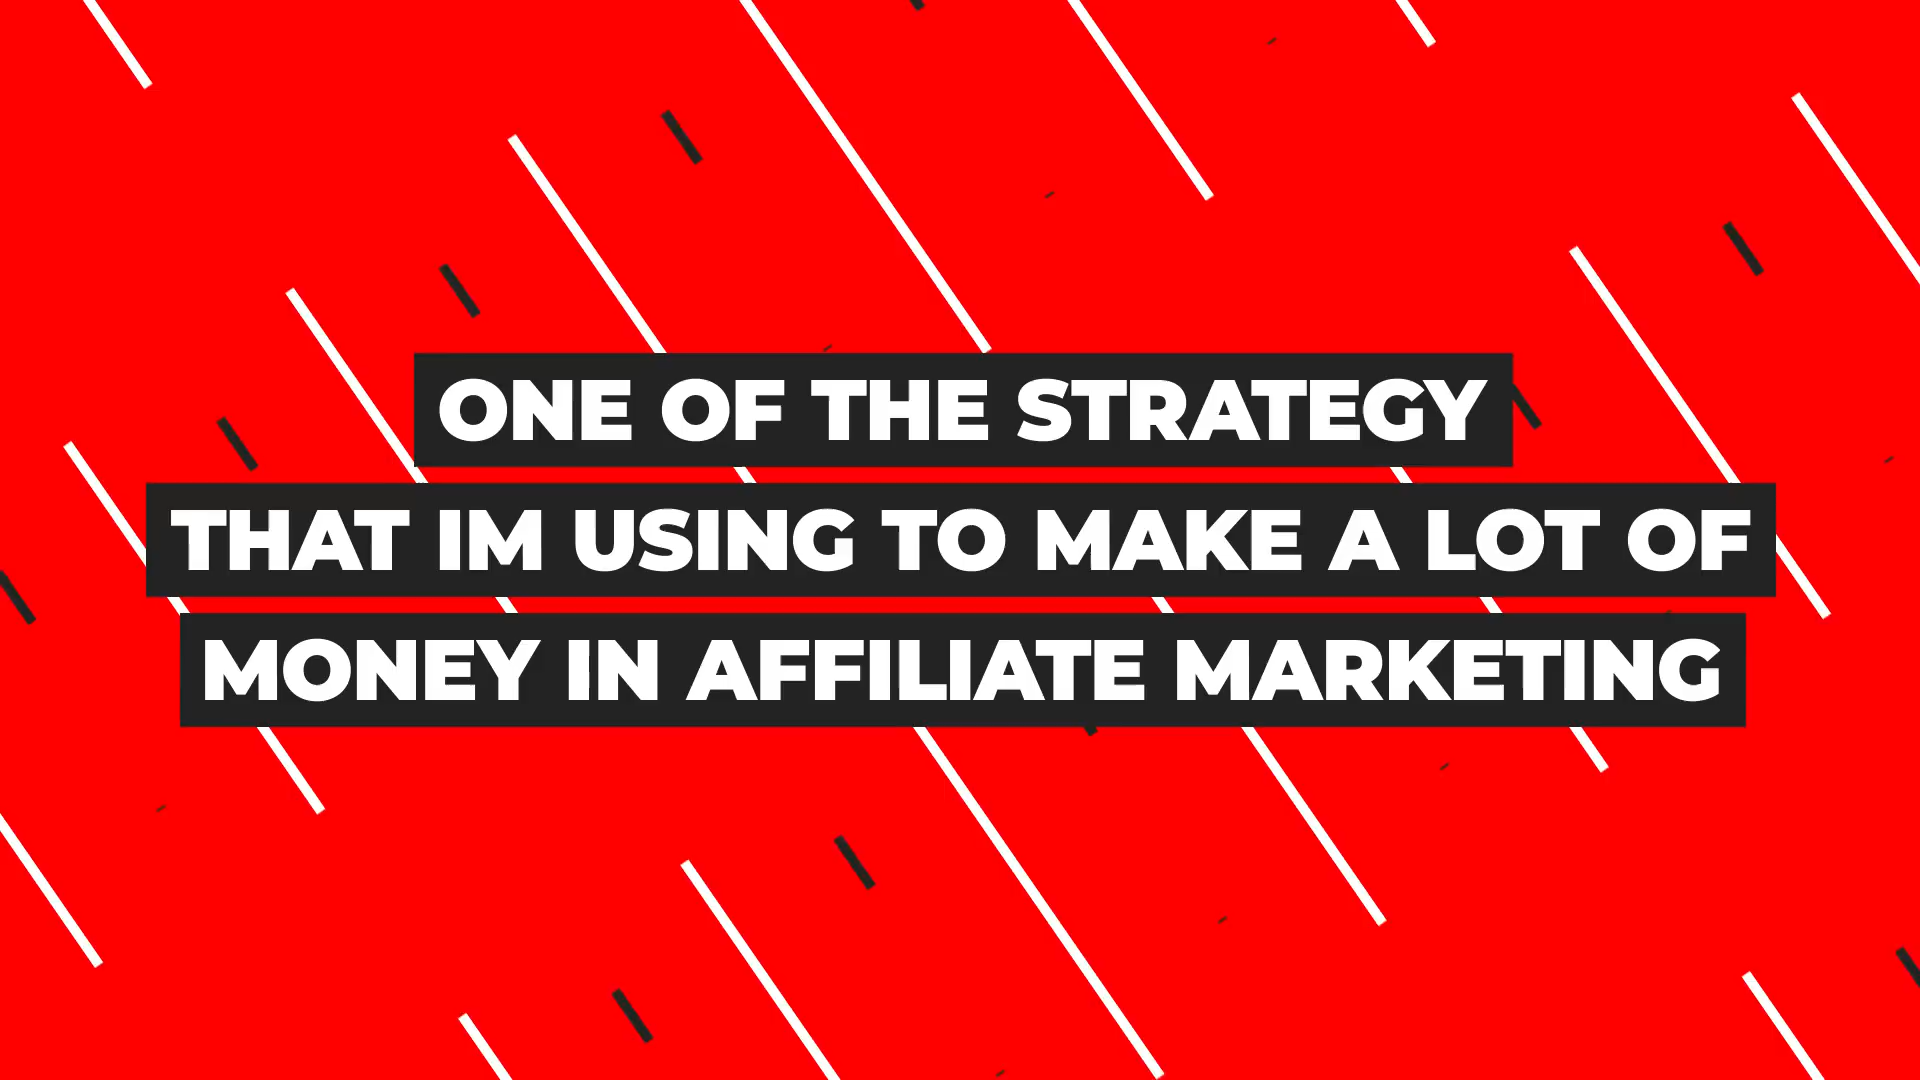 ONE OF THE STRATEGY
THAT IM USING TO MAKE A LOT OF
MONEY IN AFFILIATE MARKETING